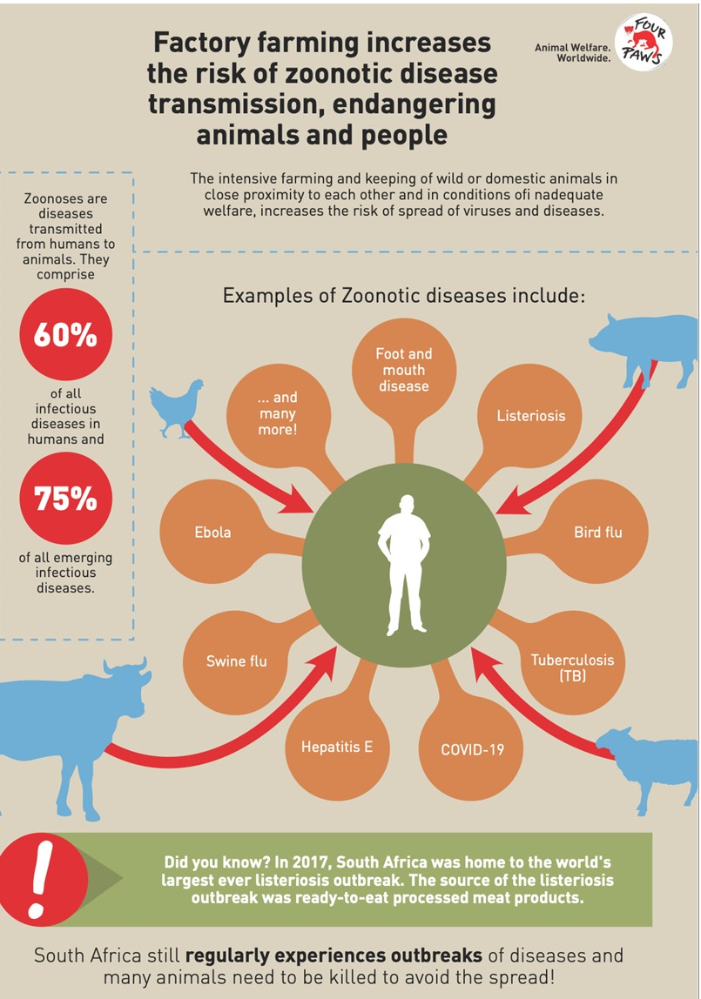 Factory farming increases
the risk of zoonotic disease
transmission, endangering
animals and people
Animal Welfare.
Worldwide.
FOUR
PAWS
The intensive farming and keeping of wild or domestic animals in
close proximity to each other and in conditions ofi nadequate
welfare, increases the risk of spread of viruses and diseases.
Zoonoses are
diseases
transmitted
from humans to
animals. They
comprise
60%
of all
infectious
diseases in
humans and
75%
of all emerging
infectious
diseases.
Examples of Zoonotic diseases include:
Foot and
mouth
disease
... and
many
more!
Listeriosis
Ebola
Bird flu
Swine flu
Tuberculosis
(TB)
Hepatitis E
COVID-19
!
Did you know? In 2017, South Africa was home to the world's
largest ever listeriosis outbreak. The source of the listeriosis
outbreak was ready-to-eat processed meat products.
South Africa still regularly experiences outbreaks of diseases and
many animals need to be killed to avoid the spread!